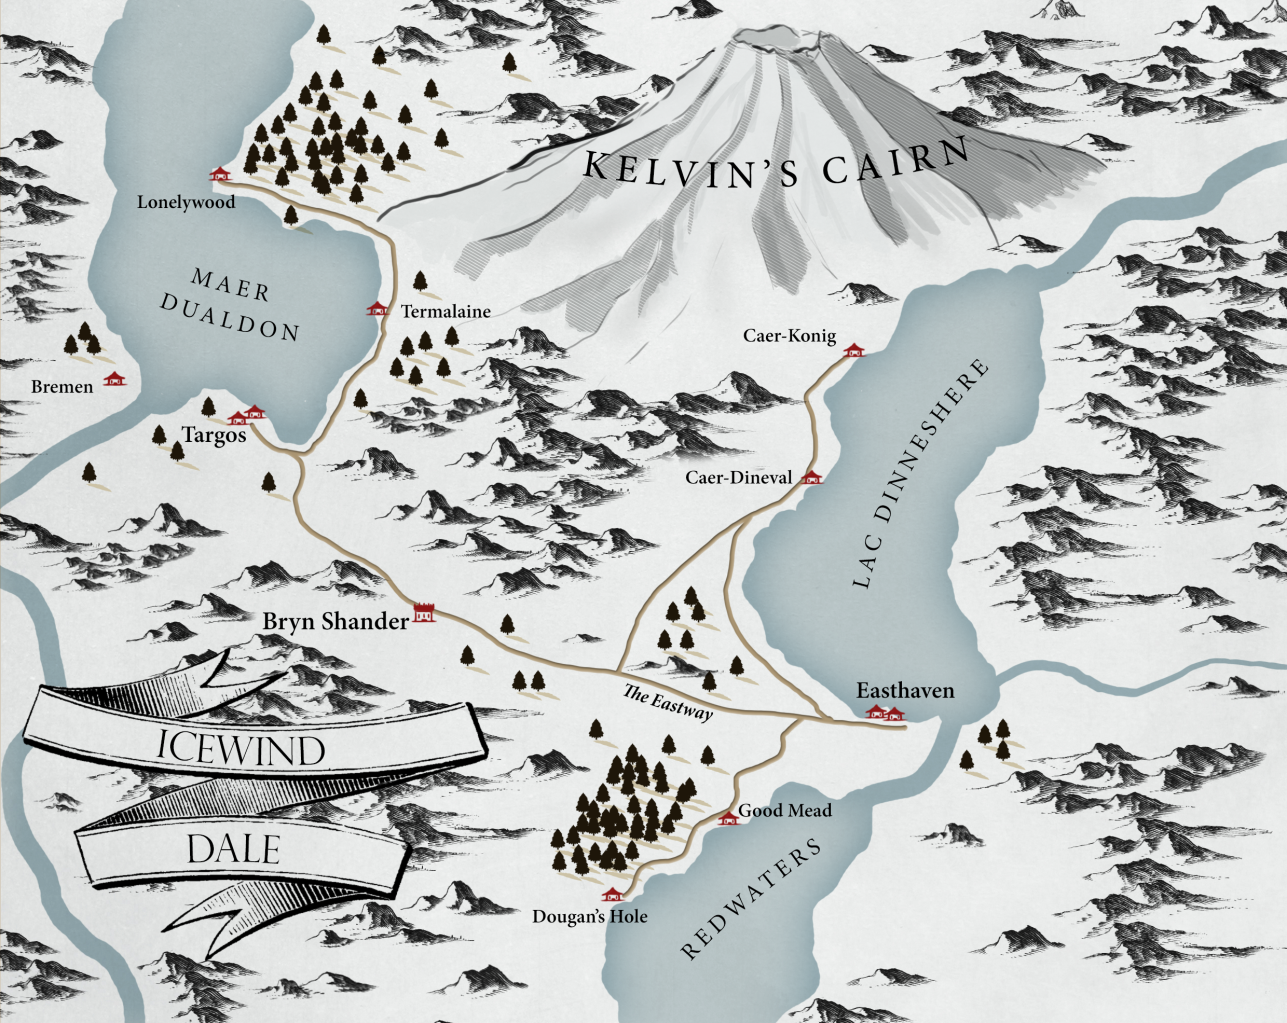 KELVIN'S CAIRN
Lonelywood
MAER
DUALDON
Termalaine
Caer-Konig
Bremen
LAC DINNESHERE
Targos
Caer-Dineval
Bryn Shander
The Eastway
Easthaven
ICEWIND
DALE
Good Mead
REDWATERS
Dougan's Hole